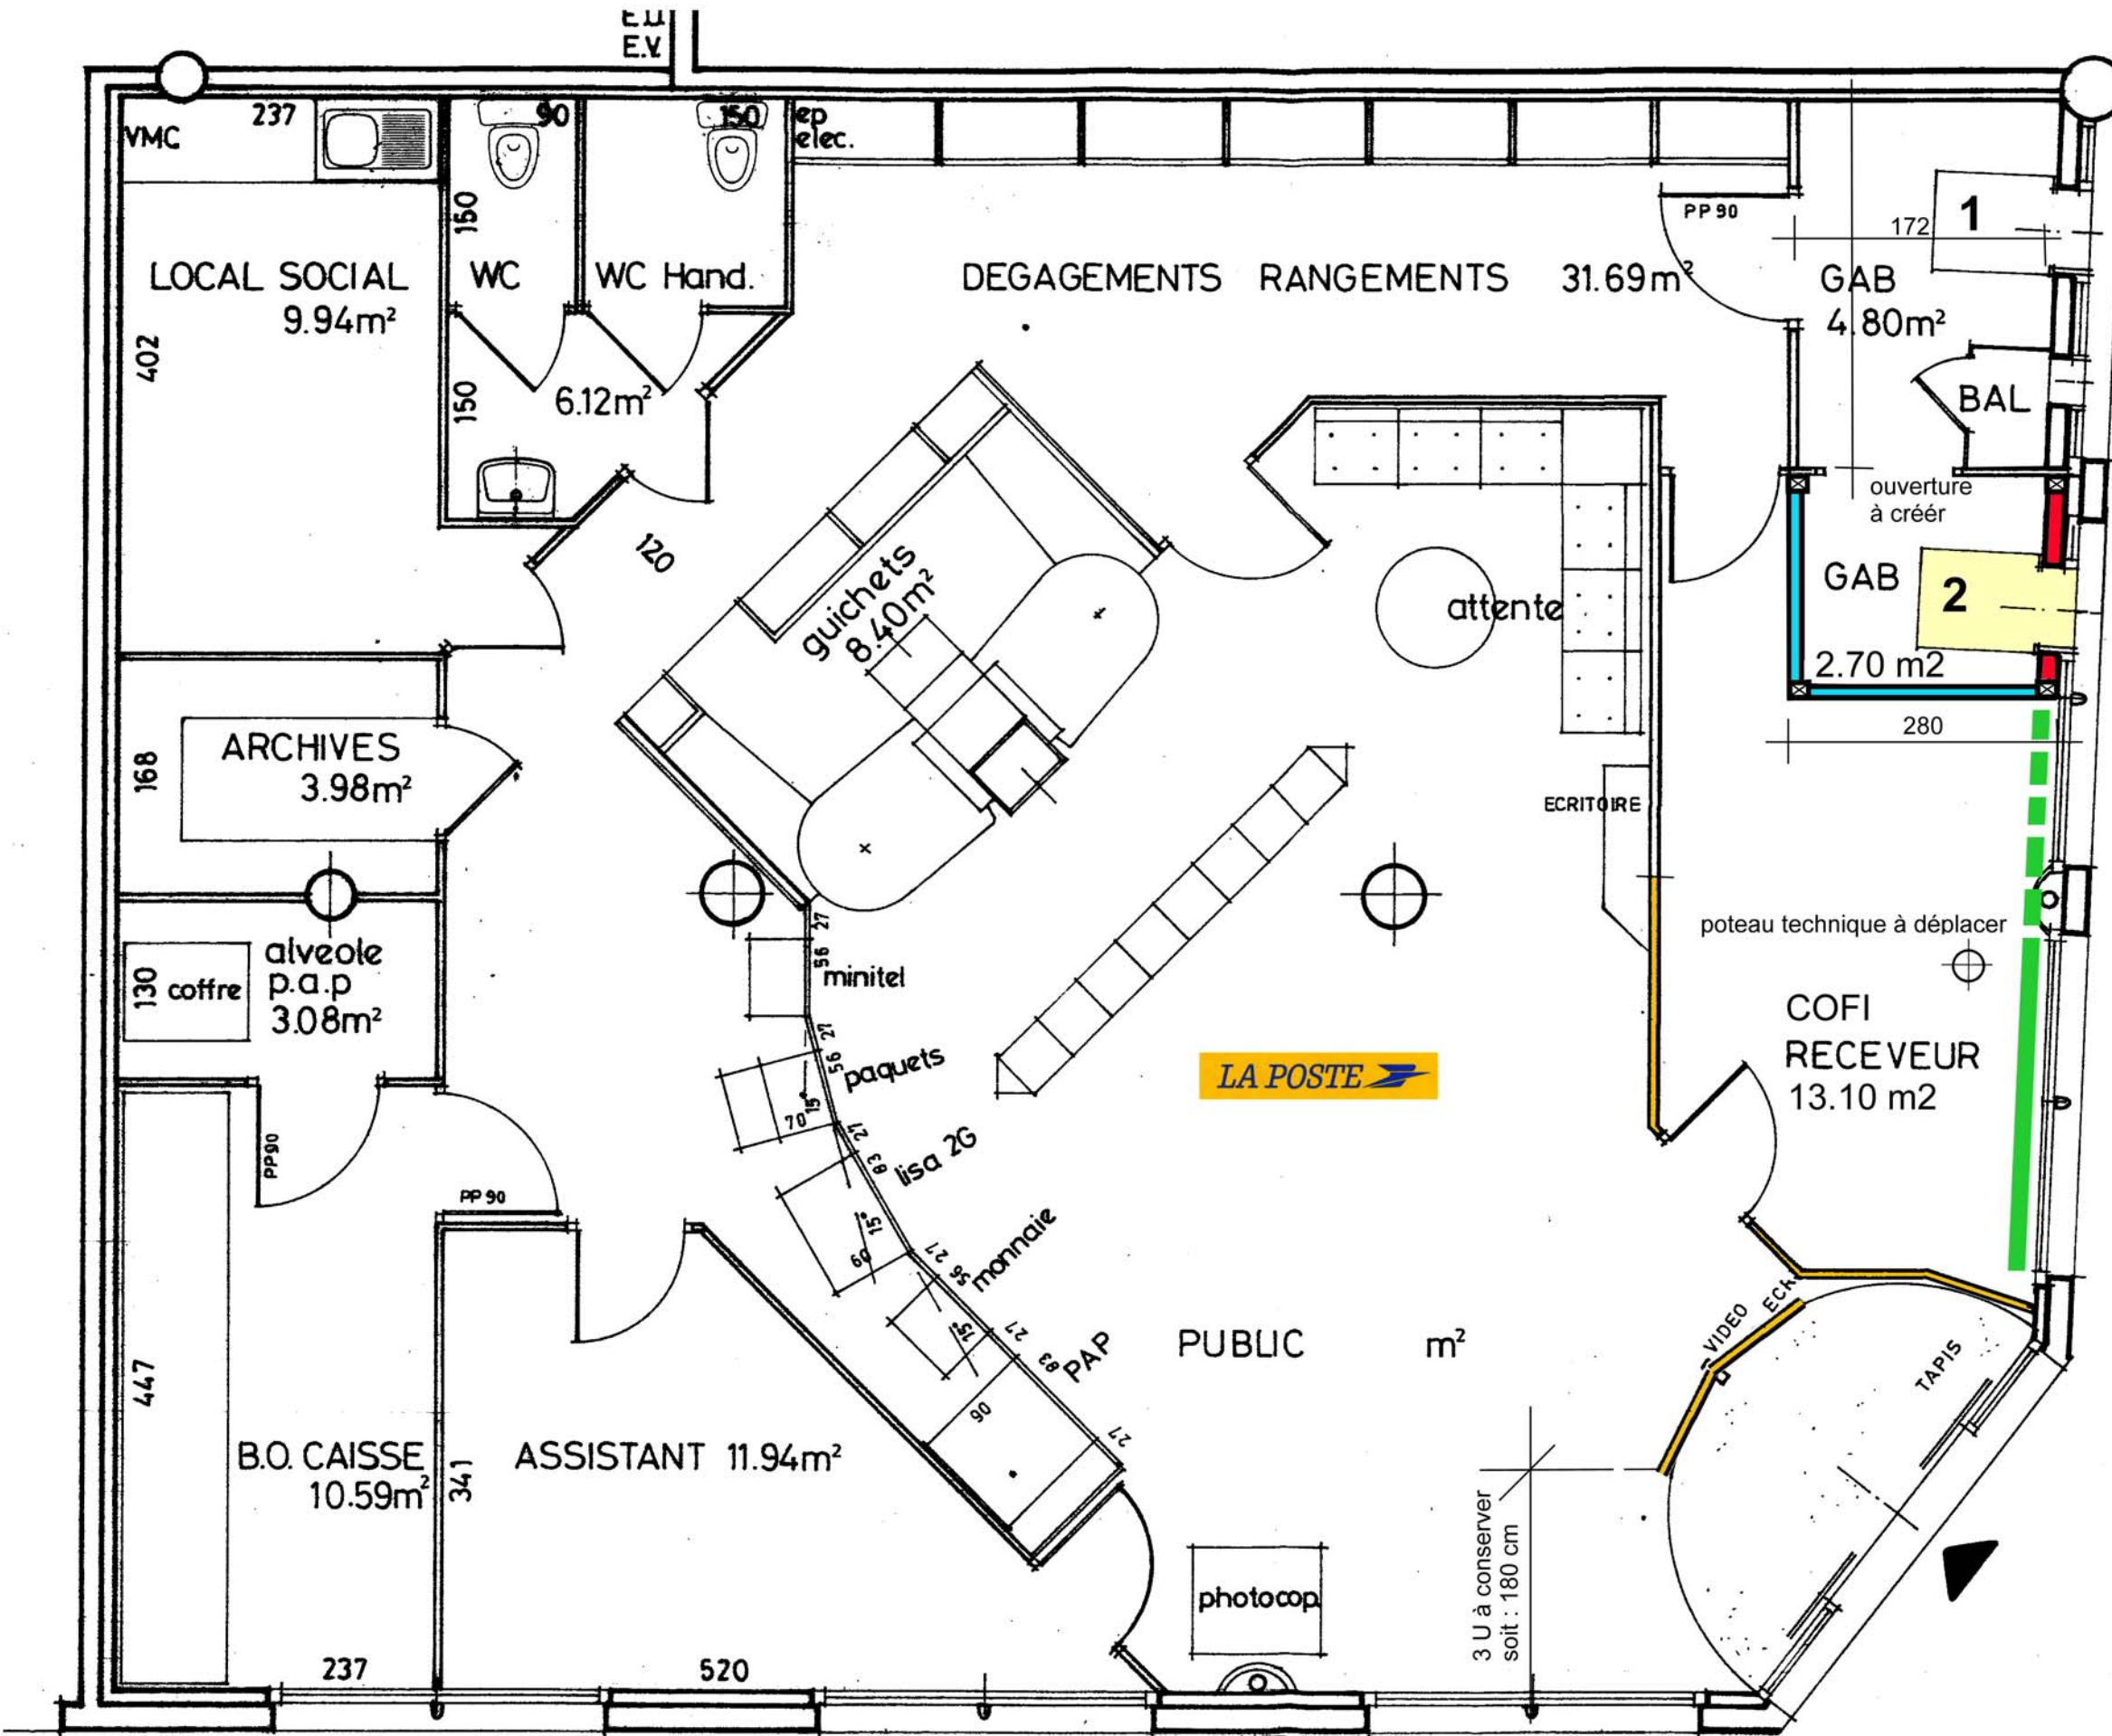 E.U
E.V.
VMC
237
90
150
ep
elec.
150
LOCAL SOCIAL
9.94m²
WC
WC Hand.
402
150
6.12m²
DEGAGEMENTS RANGEMENTS 31.69m²
PP 90
172
1
GAB
4.80m²
BAL
ouverture
à créér
GAB
2
2.70 m2
280
120
guichets
8.40m²
attente
ARCHIVES
3.98m²
168
ECRITOIRE
alveole
p.a.p
3.08m²
130
coffre
27
56
minitel
27
56
paquets
70
15°
27
83
lisa 2G
15°
69
27
56
monnaie
15°
27
83
PAP
90
27
LA POSTE
poteau technique à déplacer
COFI
RECEVEUR
13.10 m2
PP90
PP 90
447
B.O. CAISSE
10.59m²
341
ASSISTANT 11.94m²
PUBLIC m²
VIDEO
ECR.
TAPIS
3 U à conserver
soit : 180 cm
photocop.
237
520